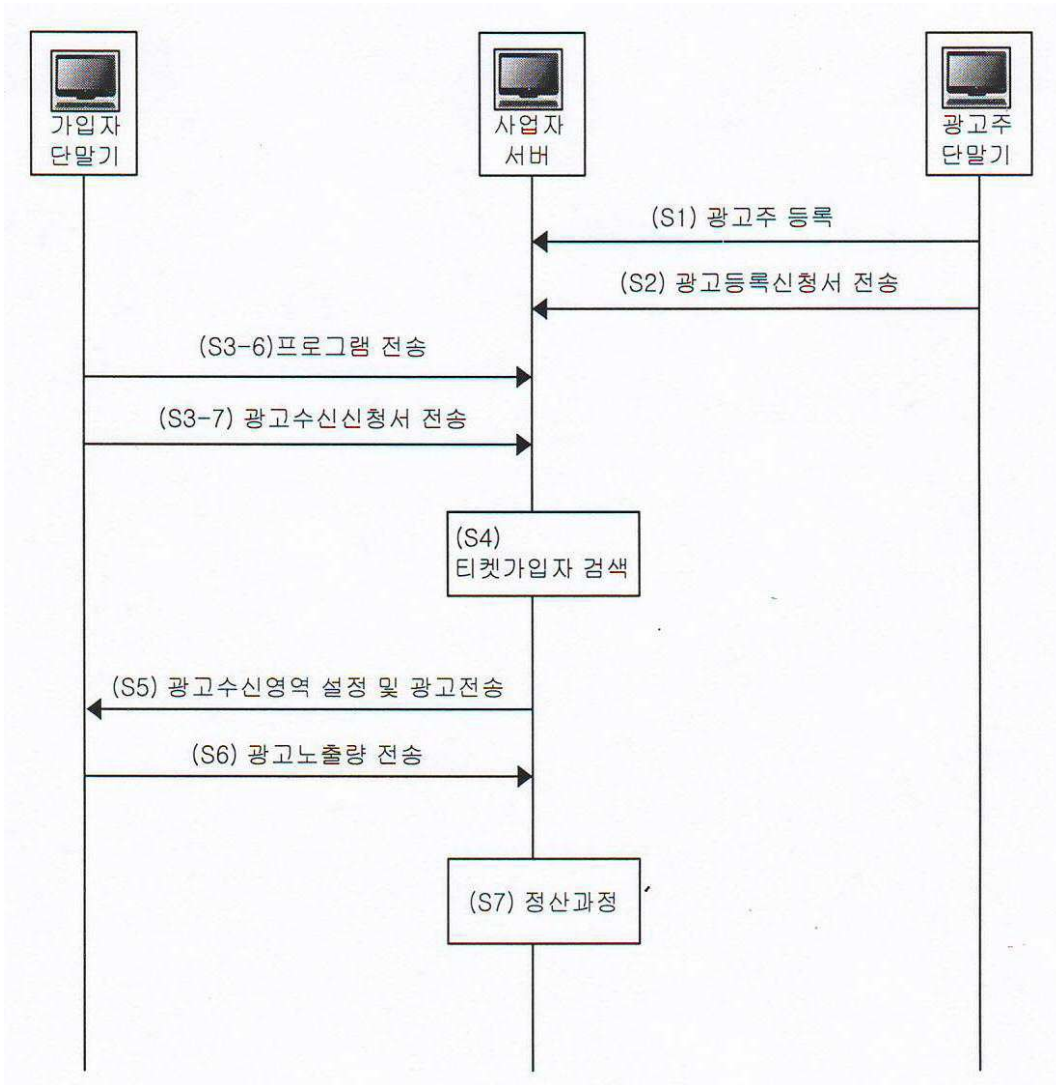 가입자
단말기
사업자
서버
광고주
단말기
(S1) 광고주 등록
(S2) 광고등록신청서 전송
(S3-6)프로그램 전송
(S3-7) 광고수신신청서 전송
(S4)
티켓가입자 검색
(S5) 광고수신영역 설정 및 광고전송
(S6) 광고노출량 전송
(S7) 정산과정